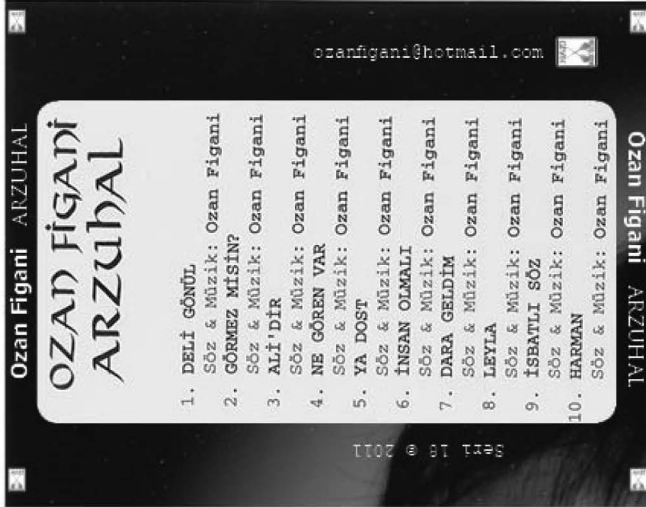 Ozan Figani ARZUHAL
OZAN FİGANİ
ARZUHAL
1. DELİ GÖNÜL
Söz & Müzik: Ozan Figani
2. GÖRMEZ MİSİN?
Söz & Müzik: Ozan Figani
3. ALİ'DİR
Söz & Müzik: Ozan Figani
4. NE GÖREN VAR
Söz & Müzik: Ozan Figani
5. YA DOST
Söz & Müzik: Ozan Figani
6. İNSAN OLMALI
Söz & Müzik: Ozan Figani
7. DARA GELDİM
Söz & Müzik: Ozan Figani
8. LEYLA
Söz & Müzik: Ozan Figani
9. İSBATLI SÖZ
Söz & Müzik: Ozan Figani
10. HARMAN
Söz & Müzik: Ozan Figani
ozanfigani@hotmail.com
Seri 18 © 2011
Ozan Figani ARZUHAL